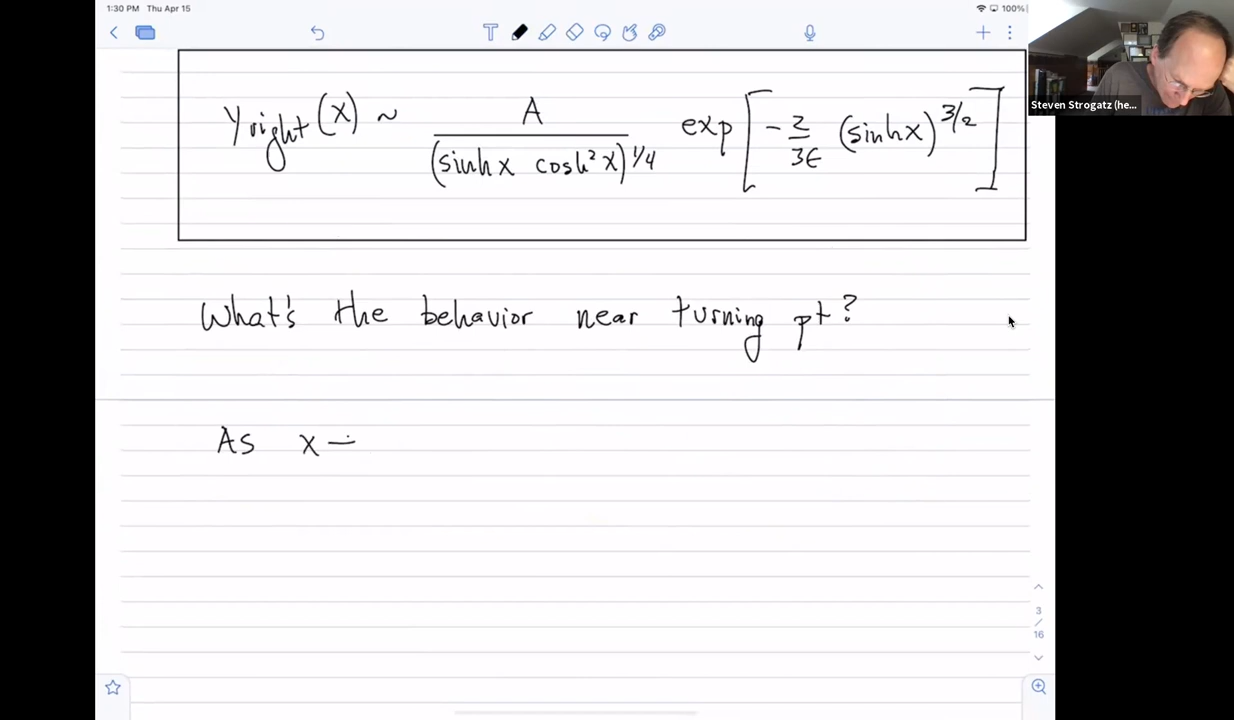 1:30 PM Thu Apr 15
100%
Steven Strogatz (he...
y right (x) ~ A / (sinh x cosh² x)^1/4 exp [ - 2/3ϵ (sinh x)^3/2 ]
What's the behavior near turning pt?
As x
3
/
16